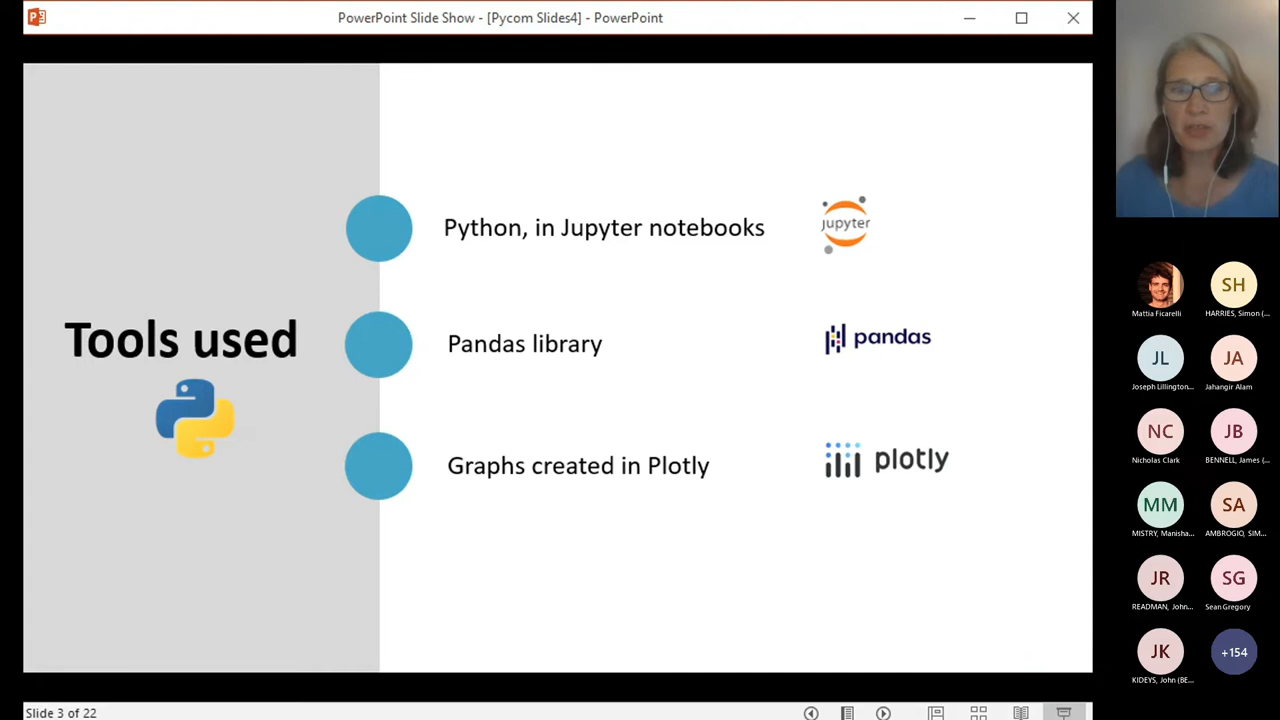 PowerPoint Slide Show - [Pycom Slides4] - PowerPoint
Tools used
Python, in Jupyter notebooks
jupyter
Pandas library
pandas
Graphs created in Plotly
plotly
Mattia Ficarelli
SH
HARRIES, Simon (...
JL
Joseph Lillington...
JA
Jahangir Alam
NC
Nicholas Clark
JB
BENNELL, James (...
MM
MISTRY, Manisha...
SA
AMBROGIO, SIM...
JR
READMAN, John...
SG
Sean Gregory
JK
KIDEYS, John (BE...
+154
Slide 3 of 22